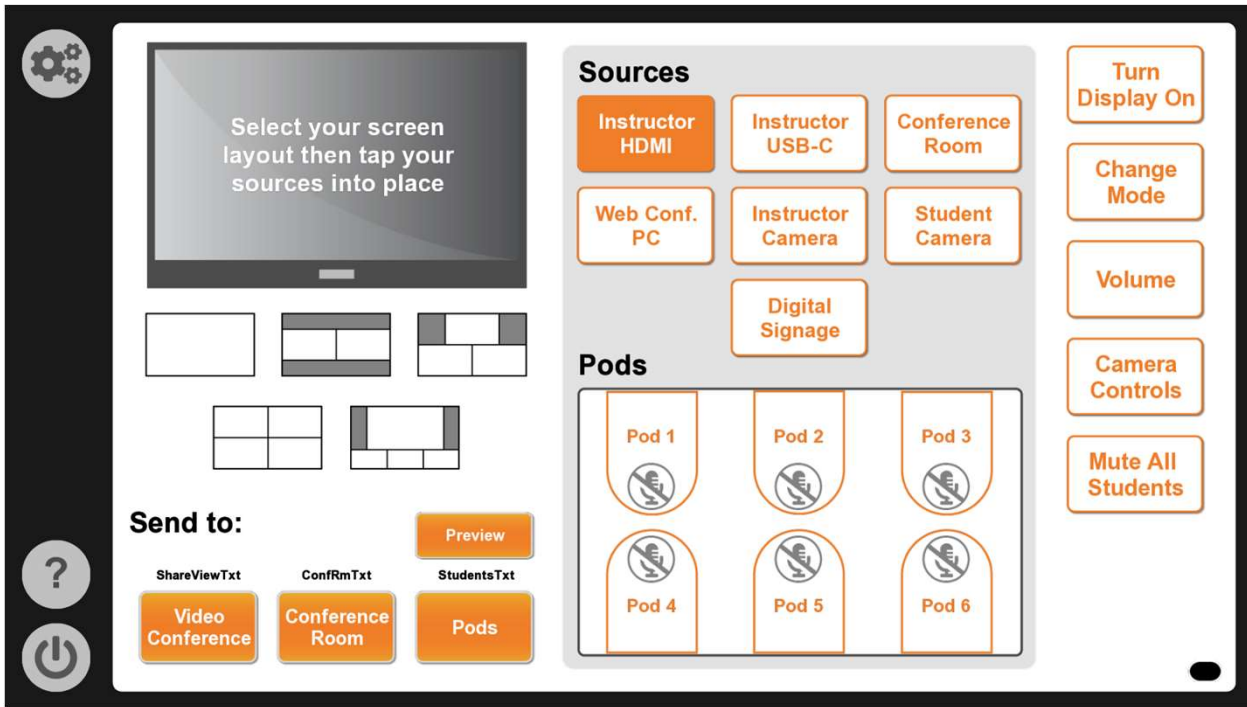 Select your screen
layout then tap your
sources into place
Send to:
Preview
ShareViewTxt
ConfRmTxt
StudentsTxt
Video
Conference
Conference
Room
Pods
Sources
Instructor
HDMI
Instructor
USB-C
Conference
Room
Web Conf.
PC
Instructor
Camera
Student
Camera
Digital
Signage
Pods
Pod 1
Pod 2
Pod 3
Pod 4
Pod 5
Pod 6
Turn
Display On
Change
Mode
Volume
Camera
Controls
Mute All
Students
?